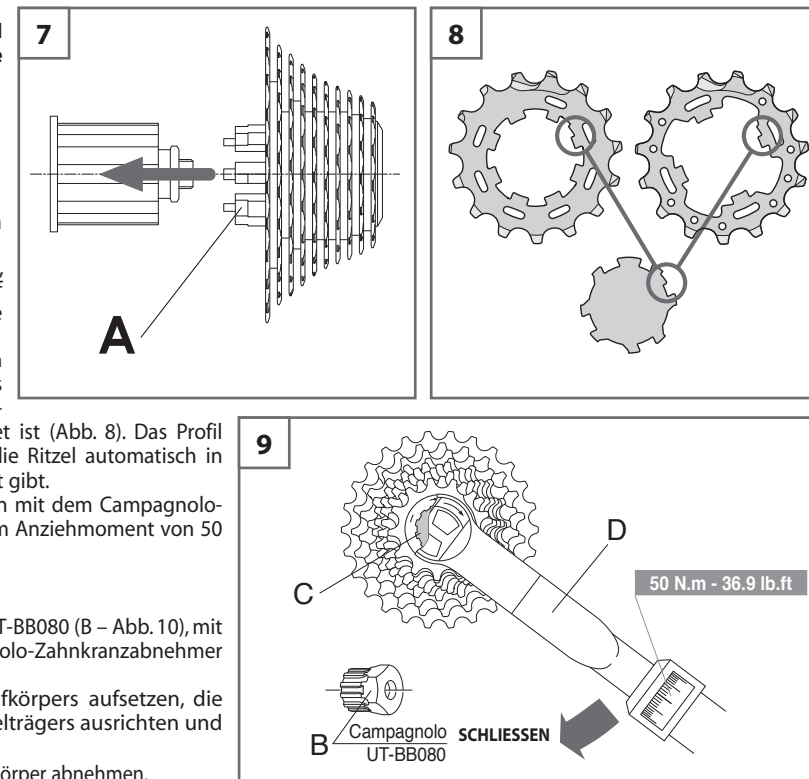 7
A
8
et ist (Abb. 8). Das Profil
die Ritzel automatisch in
t gibt.
n mit dem Campagnolo-
m Anziehmoment von 50
T-BB080 (B – Abb. 10), mit
olo-Zahnkranzabnehmer
fkörpers aufsetzen, die
elträgers ausrichten und
körper abnehmen.
9
C
D
50 N.m - 36.9 lb.ft
B
Campagnolo
UT-BB080
SCHLIESSEN